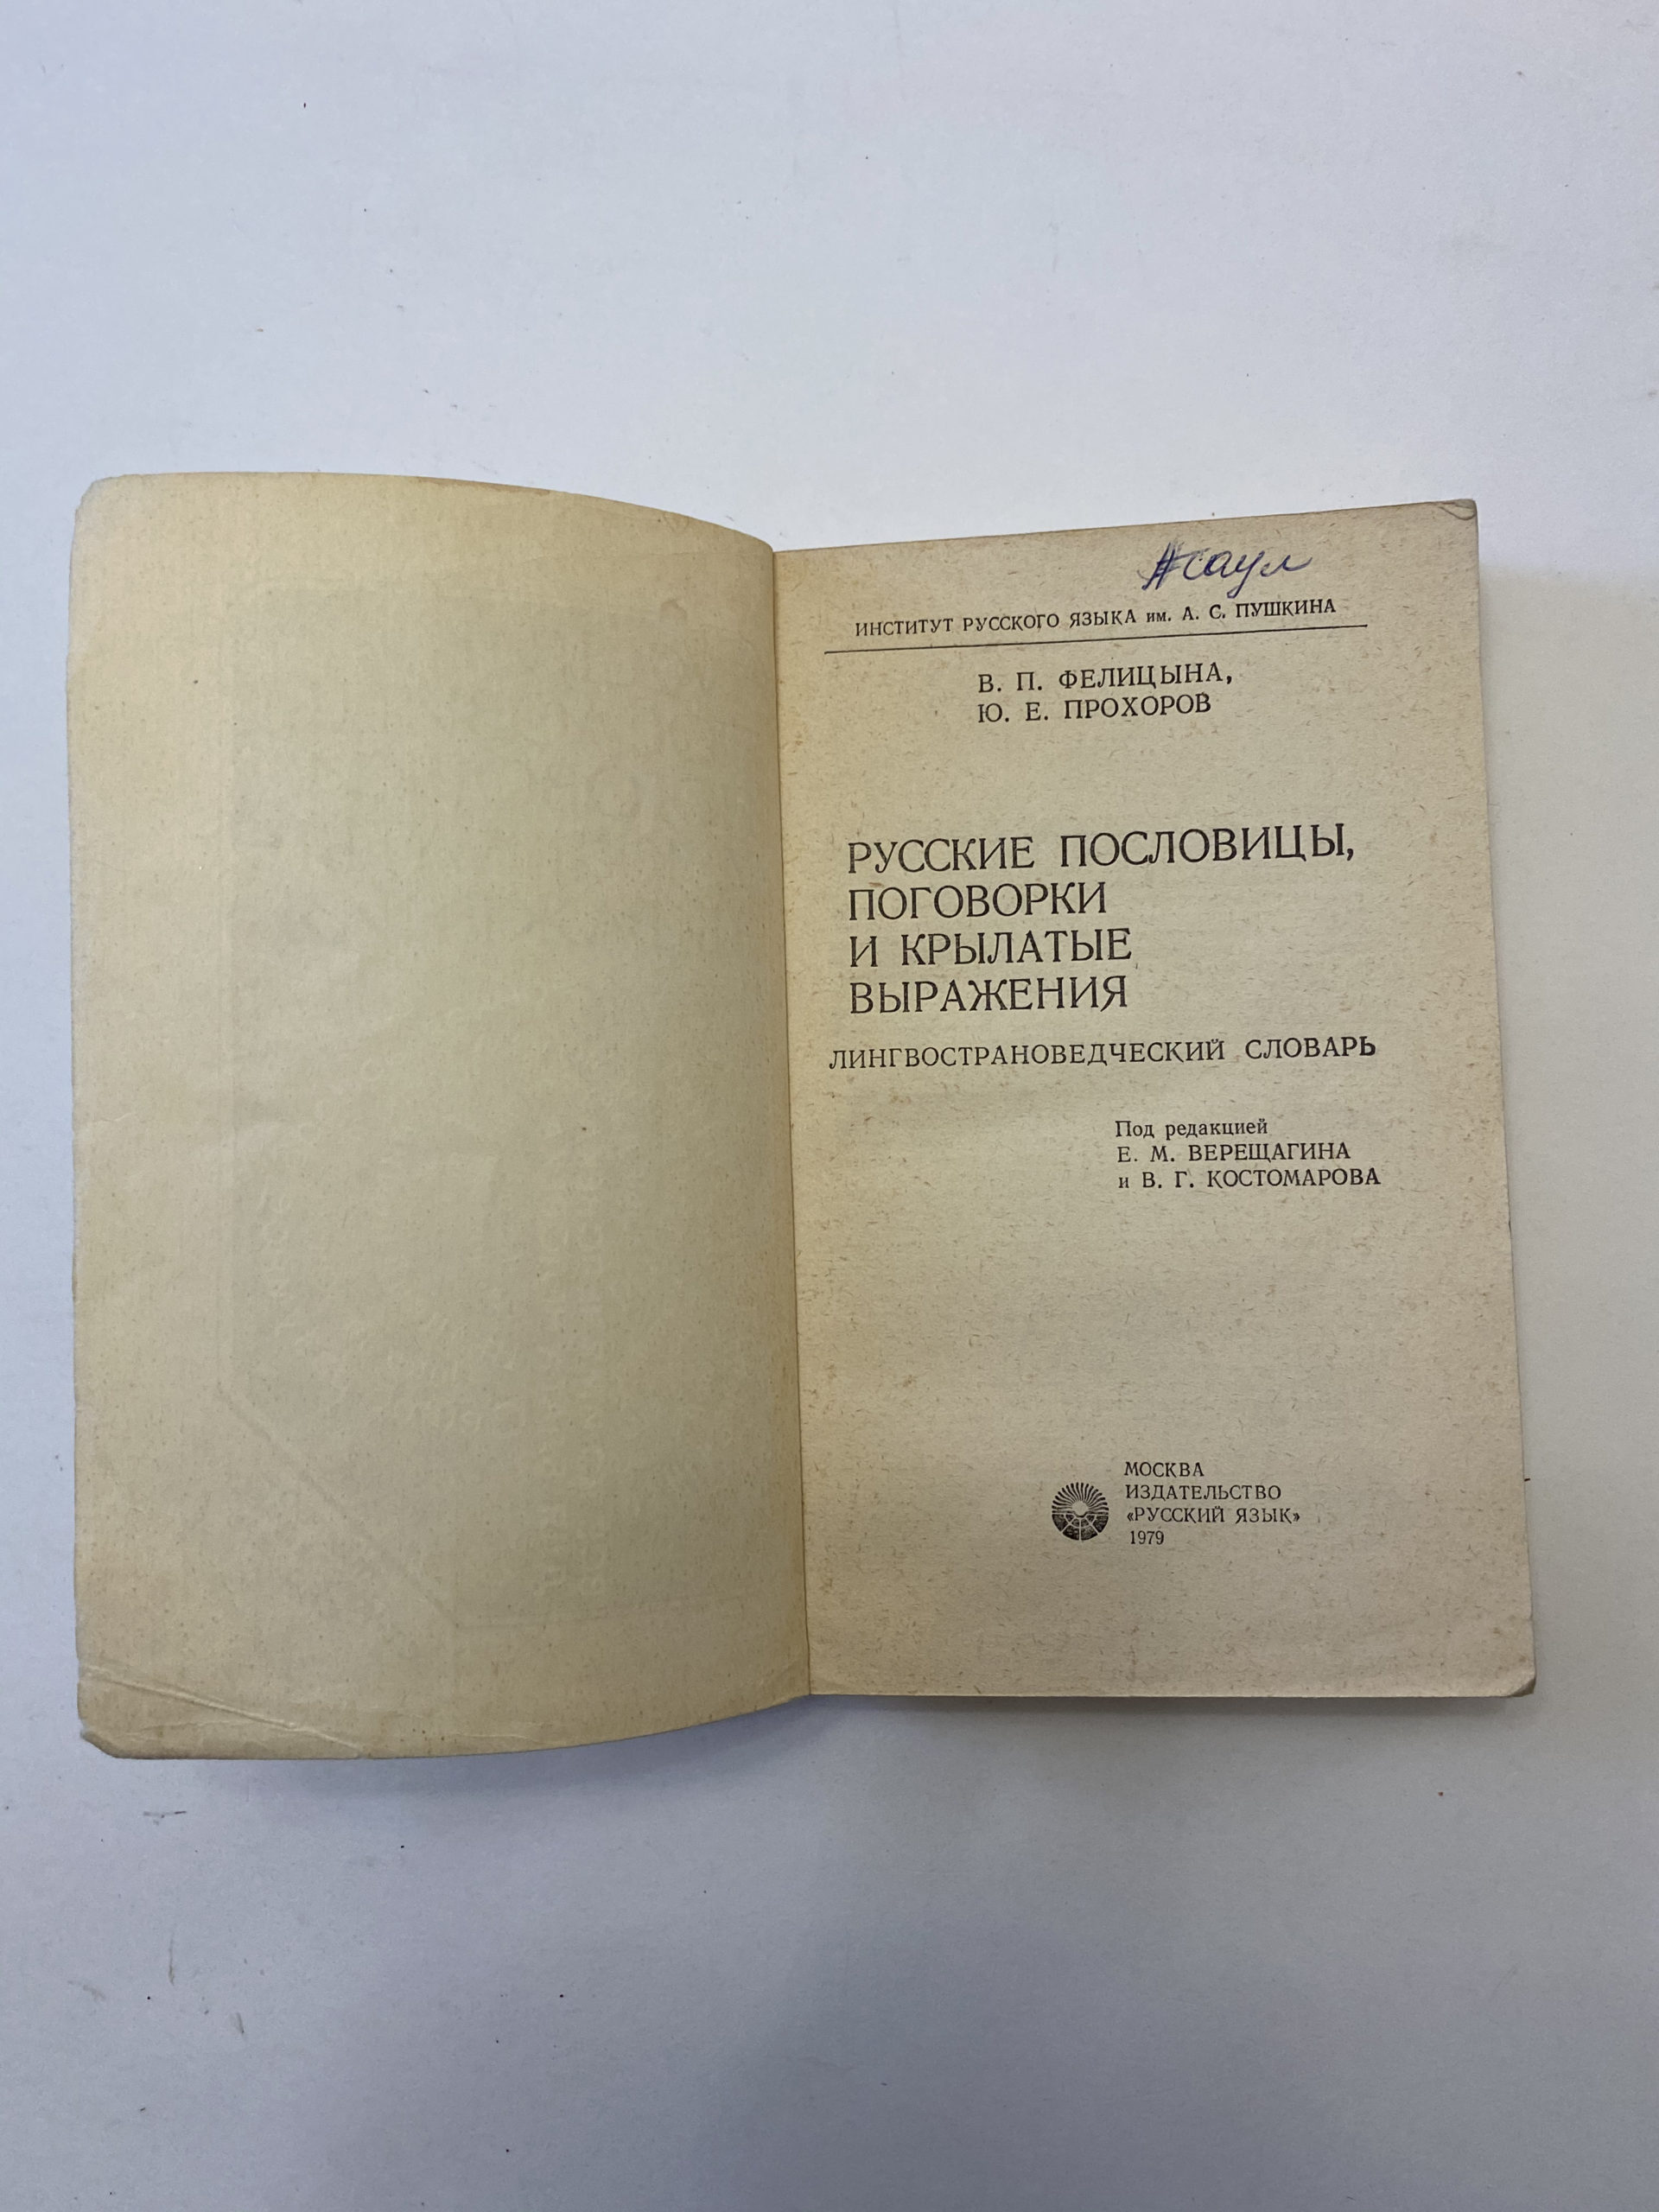 ИНСТИТУТ РУССКОГО ЯЗЫКА им. А. С. ПУШКИНА
В. П. ФЕЛИЦЫНА,
Ю. Е. ПРОХОРОВ
РУССКИЕ ПОСЛОВИЦЫ,
ПОГОВОРКИ
И КРЫЛАТЫЕ
ВЫРАЖЕНИЯ
ЛИНГВОСТРАНОВЕДЧЕСКИЙ СЛОВАРЬ
Под редакцией
Е. М. ВЕРЕЩАГИНА
и В. Г. КОСТОМАРОВА
МОСКВА
ИЗДАТЕЛЬСТВО
«РУССКИЙ ЯЗЫК»
1979